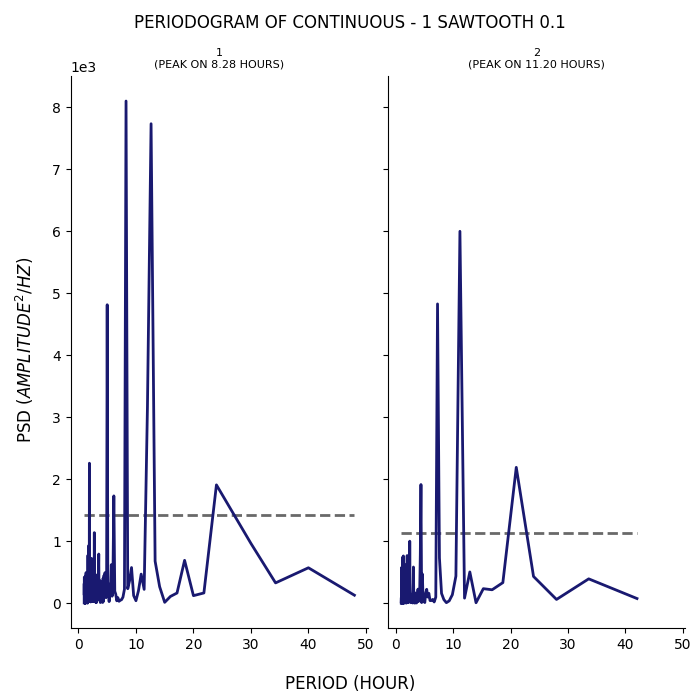 PERIODOGRAM OF CONTINUOUS - 1 SAWTOOTH 0.1
1
(PEAK ON 8.28 HOURS)
2
(PEAK ON 11.20 HOURS)
1e3
8
7
6
5
4
3
2
1
0
PSD (AMPLITUDE²/HZ)
0 10 20 30 40 50
0 10 20 30 40 50
PERIOD (HOUR)